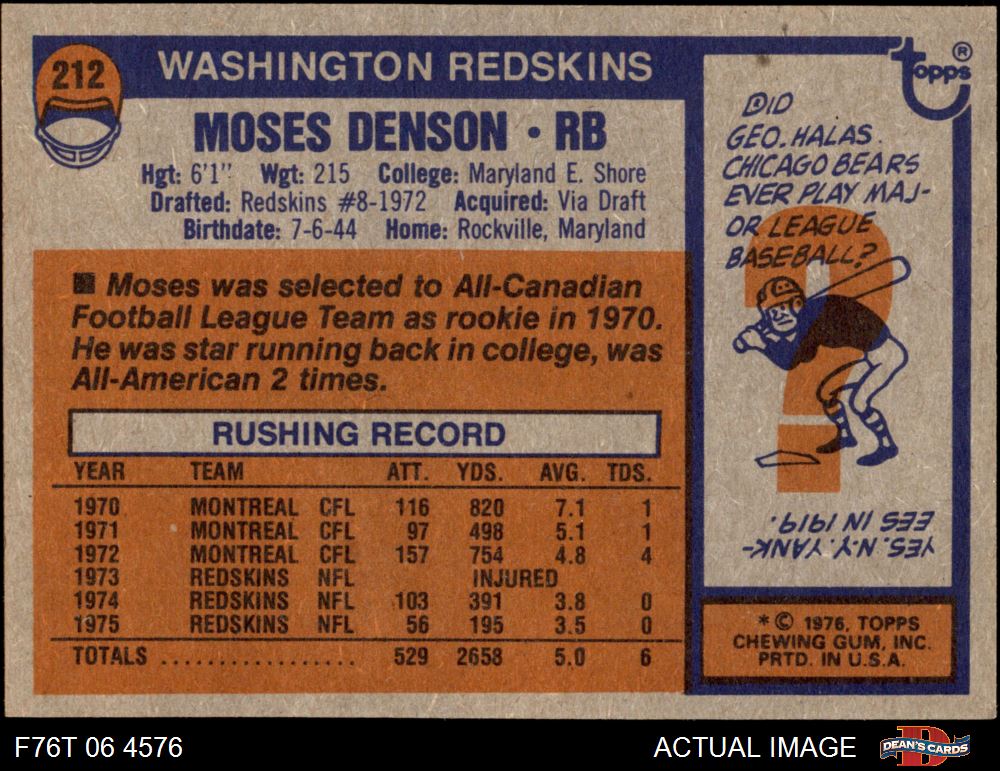 212
WASHINGTON REDSKINS
MOSES DENSON • RB
Hgt: 6'1" Wgt: 215 College: Maryland E. Shore
Drafted: Redskins #8-1972 Acquired: Via Draft
Birthdate: 7-6-44 Home: Rockville, Maryland
■ Moses was selected to All-Canadian
Football League Team as rookie in 1970.
He was star running back in college, was
All-American 2 times.
RUSHING RECORD
YEAR TEAM ATT. YDS. AVG. TDS.
1970 MONTREAL CFL 116 820 7.1 1
1971 MONTREAL CFL 97 498 5.1 1
1972 MONTREAL CFL 157 754 4.8 4
1973 REDSKINS NFL INJURED
1974 REDSKINS NFL 103 391 3.8 0
1975 REDSKINS NFL 56 195 3.5 0
TOTALS .................. 529 2658 5.0 6
Topps ®
DID
GEO. HALAS
CHICAGO BEARS
EVER PLAY MAJ-
OR LEAGUE
BASEBALL?
?
YES. N.Y. YANK-
EES IN 1919.
* © 1976, TOPPS
CHEWING GUM, INC.
PRTD. IN U.S.A.
F76T 06 4576
ACTUAL IMAGE
DEAN'S CARDS